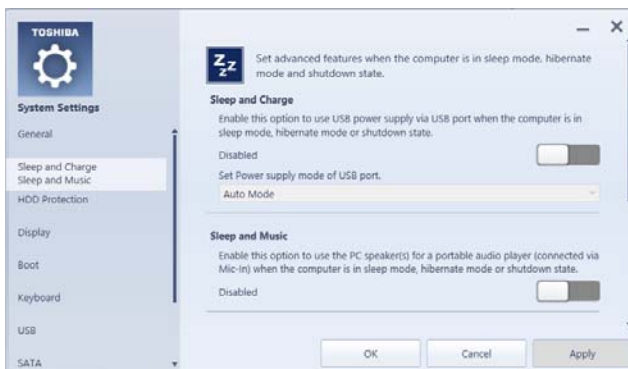 TOSHIBA
System Settings
General
Sleep and Charge
Sleep and Music
HDD Protection
Display
Boot
Keyboard
USB
SATA
zzz
Set advanced features when the computer is in sleep mode, hibernate
mode and shutdown state.
Sleep and Charge
Enable this option to use USB power supply via USB port when the computer is in
sleep mode, hibernate mode or shutdown state.
Disabled
Set Power supply mode of USB port.
Auto Mode
Sleep and Music
Enable this option to use the PC speaker(s) for a portable audio player (connected via
Mic-In) when the computer is in sleep mode, hibernate mode or shutdown state.
Disabled
OK
Cancel
Apply